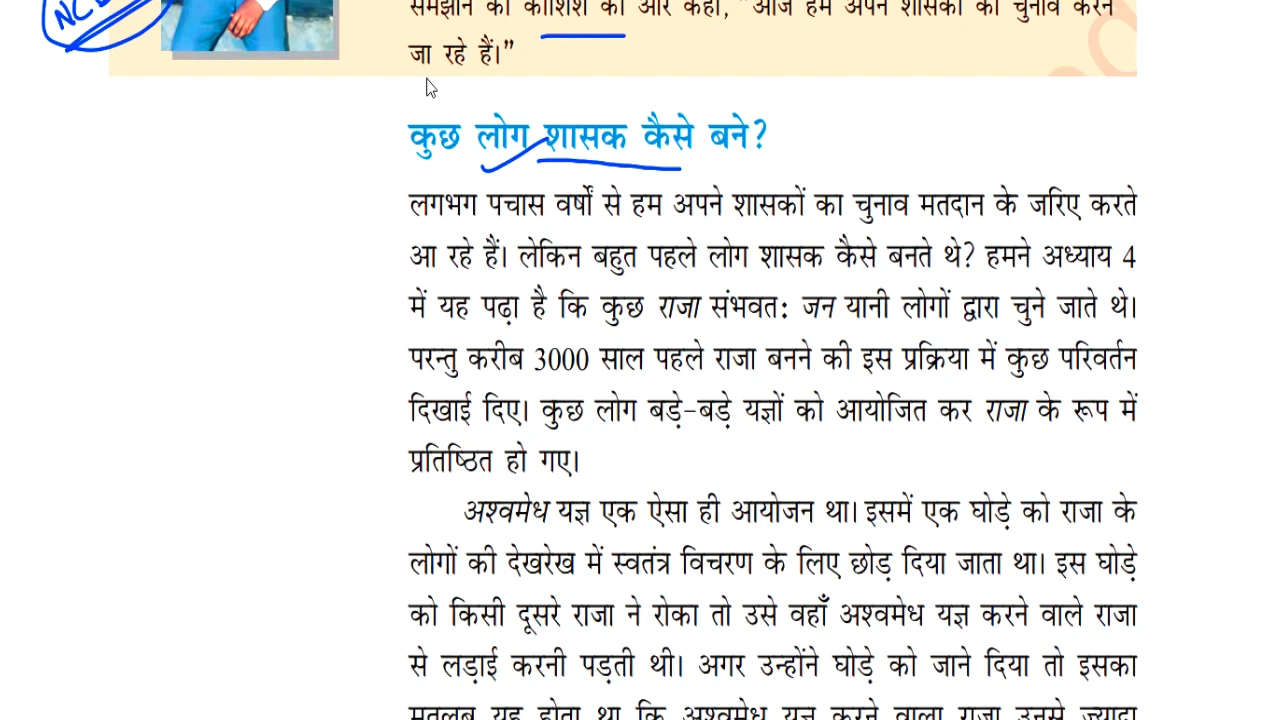 समझाने की कोशिश की और कहा, “आज हम अपने शासकों का चुनाव करने
जा रहे हैं।”
कुछ लोग शासक कैसे बने?
लगभग पचास वर्षों से हम अपने शासकों का चुनाव मतदान के जरिए करते
आ रहे हैं। लेकिन बहुत पहले लोग शासक कैसे बनते थे? हमने अध्याय 4
में यह पढ़ा है कि कुछ राजा संभवत: जन यानी लोगों द्वारा चुने जाते थे।
परन्तु करीब 3000 साल पहले राजा बनने की इस प्रक्रिया में कुछ परिवर्तन
दिखाई दिए। कुछ लोग बड़े-बड़े यज्ञों को आयोजित कर राजा के रूप में
प्रतिष्ठित हो गए।
अश्वमेध यज्ञ एक ऐसा ही आयोजन था। इसमें एक घोड़े को राजा के
लोगों की देखरेख में स्वतंत्र विचरण के लिए छोड़ दिया जाता था। इस घोड़े
को किसी दूसरे राजा ने रोका तो उसे वहाँ अश्वमेध यज्ञ करने वाले राजा
से लड़ाई करनी पड़ती थी। अगर उन्होंने घोड़े को जाने दिया तो इसका
मतलब यह होता था कि अश्वमेध यज्ञ करने वाला राजा उनसे ज्यादा